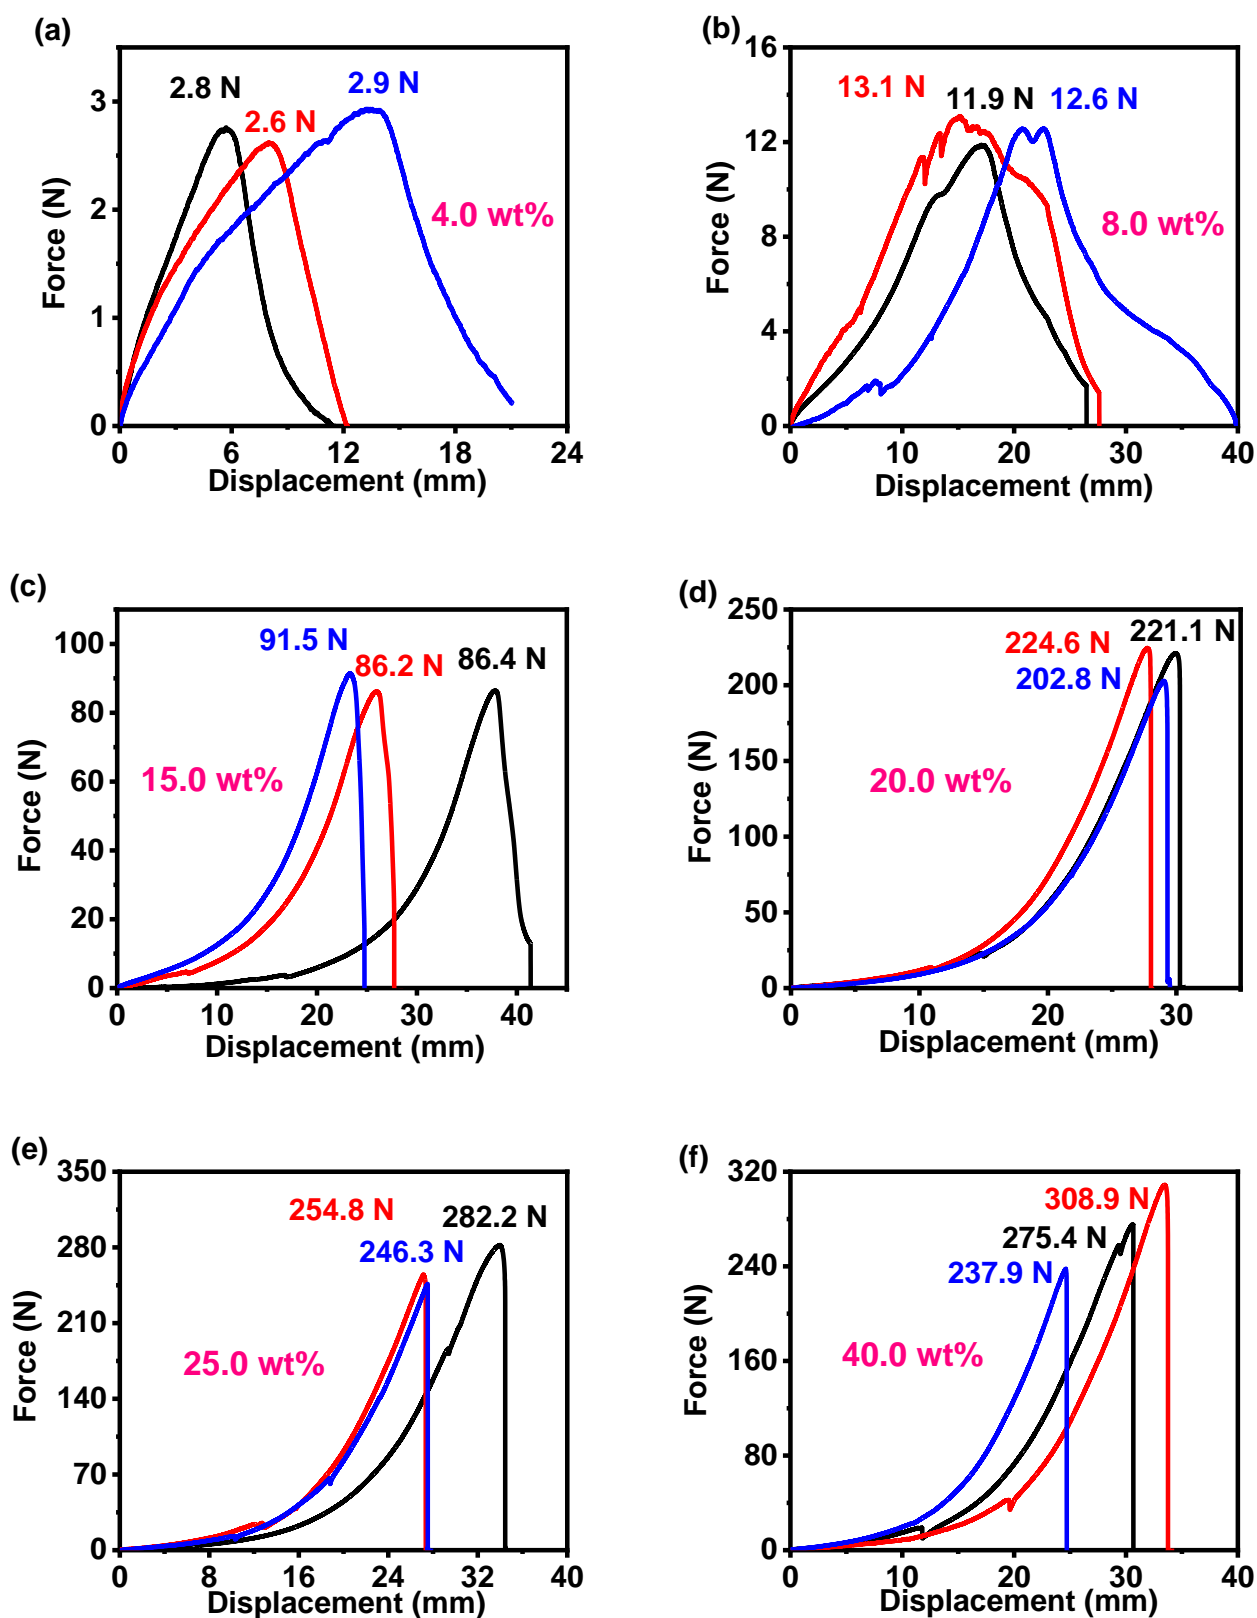 (a)
2.8 N
2.6 N
2.9 N
4.0 wt%
Force (N)
3
2
1
0
0 6 12 18 24
Displacement (mm)
(b)
13.1 N
11.9 N
12.6 N
8.0 wt%
Force (N)
16
12
8
4
0
0 10 20 30 40
Displacement (mm)
(c)
91.5 N
86.2 N
86.4 N
15.0 wt%
Force (N)
100
80
60
40
20
0
0 10 20 30 40
Displacement (mm)
(d)
224.6 N
221.1 N
202.8 N
20.0 wt%
Force (N)
250
200
150
100
50
0
0 10 20 30
Displacement (mm)
(e)
254.8 N
246.3 N
282.2 N
25.0 wt%
Force (N)
350
280
210
140
70
0
0 8 16 24 32 40
Displacement (mm)
(f)
308.9 N
275.4 N
237.9 N
40.0 wt%
Force (N)
320
240
160
80
0
0 10 20 30 40
Displacement (mm)